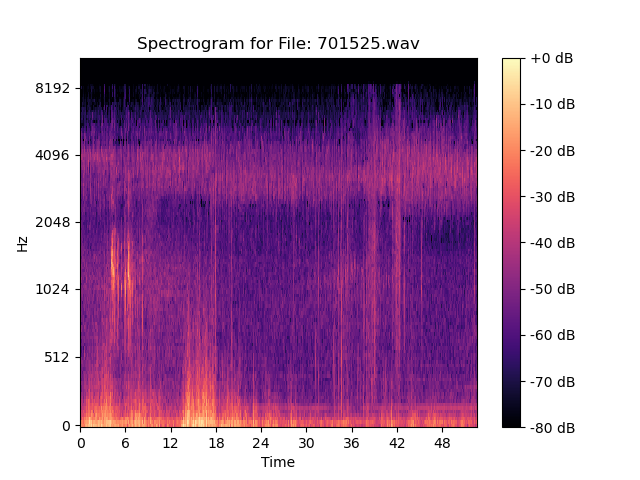 Spectrogram for File: 701525.wav
8192
4096
2048
1024
512
0
Hz
0 6 12 18 24 30 36 42 48
Time
+0 dB
-10 dB
-20 dB
-30 dB
-40 dB
-50 dB
-60 dB
-70 dB
-80 dB